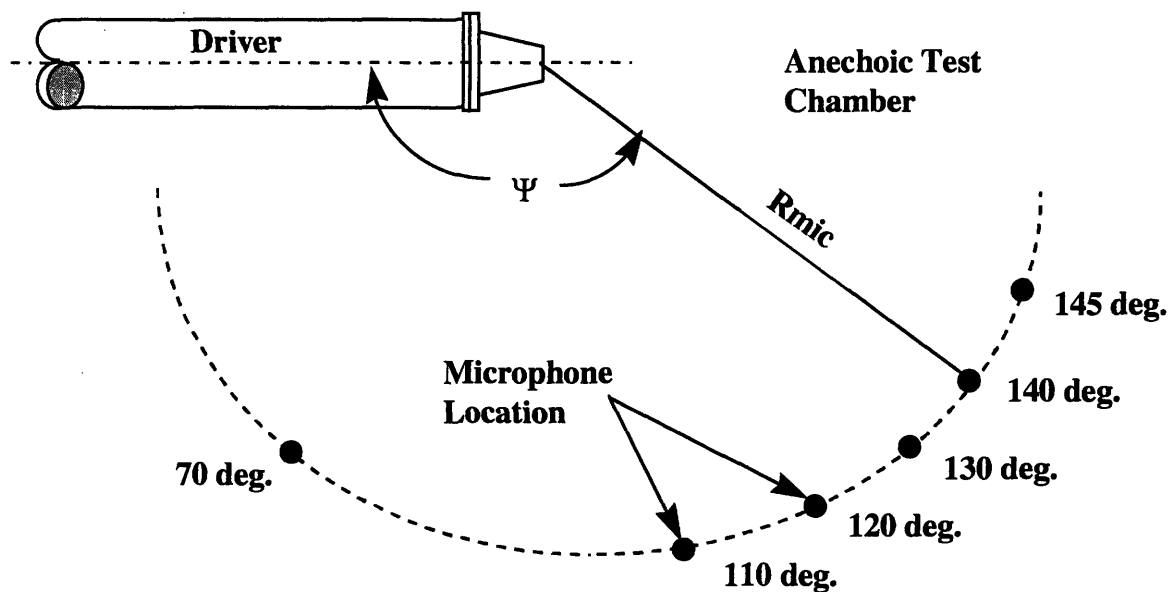 Driver
Anechoic Test
Chamber
Ψ
Rmic
145 deg.
Microphone
Location
140 deg.
70 deg.
130 deg.
120 deg.
110 deg.